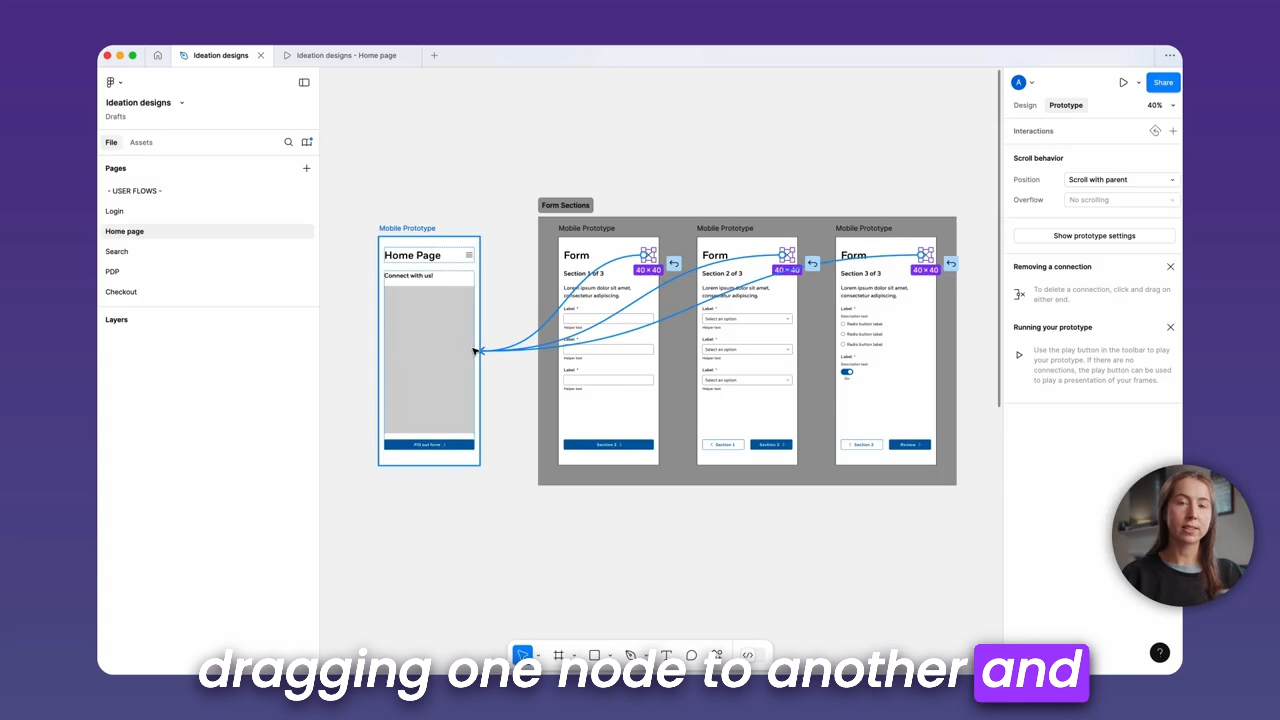 Ideation designs
Ideation designs - Home page
Ideation designs
Drafts
File
Assets
Pages
- USER FLOWS -
Login
Home page
Search
PDP
Checkout
Layers
Form Sections
Mobile Prototype
Home Page
Connect with us!
Fill out form
Mobile Prototype
Form
40 × 40
Section 1 of 3
Lorem ipsum dolor sit amet,
consectetur adipiscing.
Label *
Helper text
Label *
Helper text
Label *
Helper text
Section 2
Mobile Prototype
Form
40 × 40
Section 2 of 3
Lorem ipsum dolor sit amet,
consectetur adipiscing.
Label *
Select an option
Helper text
Label *
Select an option
Helper text
Label *
Select an option
Helper text
Section 1
Section 3
Mobile Prototype
Form
40 × 40
Section 3 of 3
Lorem ipsum dolor sit amet,
consectetur adipiscing.
Label *
Description text
Radio button label
Radio button label
Radio button label
Label *
Description text
On
Section 2
Review
A
Share
Design
Prototype
40%
Interactions
Scroll behavior
Position
Scroll with parent
Overflow
No scrolling
Show prototype settings
Removing a connection
To delete a connection, click and drag on
either end.
Running your prototype
Use the play button in the toolbar to play
your prototype. If there are no
connections, the play button can be used
to play a presentation of your frames.
?
dragging one node to another and